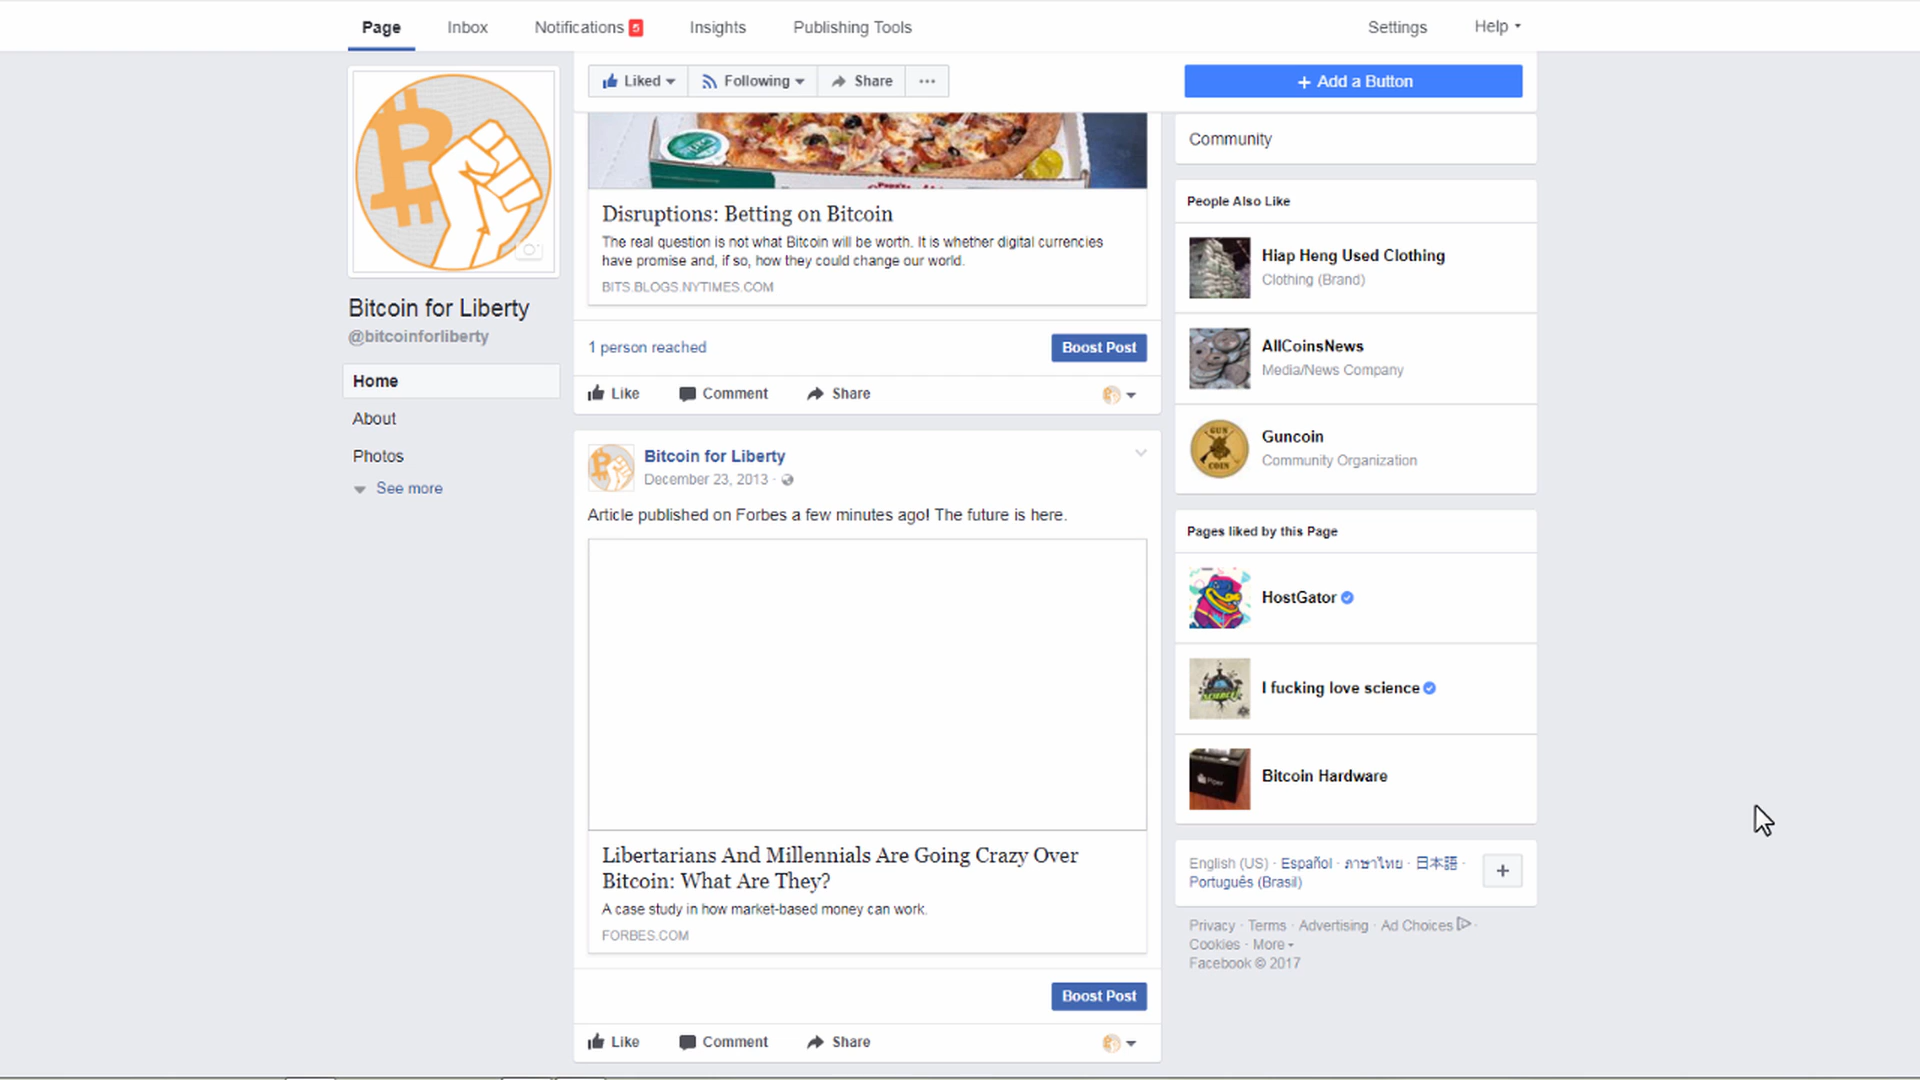 Page
Inbox
Notifications 5
Insights
Publishing Tools
Settings
Help
Liked
Following
Share
+ Add a Button
Bitcoin for Liberty
@bitcoinforliberty
Home
About
Photos
See more
Disruptions: Betting on Bitcoin
The real question is not what Bitcoin will be worth. It is whether digital currencies
have promise and, if so, how they could change our world.
BITS.BLOGS.NYTIMES.COM
1 person reached
Boost Post
Like
Comment
Share
Bitcoin for Liberty
December 23, 2013 ·
Article published on Forbes a few minutes ago! The future is here.
Libertarians And Millennials Are Going Crazy Over
Bitcoin: What Are They?
A case study in how market-based money can work.
FORBES.COM
Boost Post
Like
Comment
Share
Community
People Also Like
Hiap Heng Used Clothing
Clothing (Brand)
AllCoinsNews
Media/News Company
GUN
COIN
Guncoin
Community Organization
Pages liked by this Page
HostGator
I fucking love science
Piper
Bitcoin Hardware
English (US) · Español · ภาษาไทย · 日本語 ·
Português (Brasil)
Privacy · Terms · Advertising · Ad Choices ·
Cookies · More
Facebook © 2017